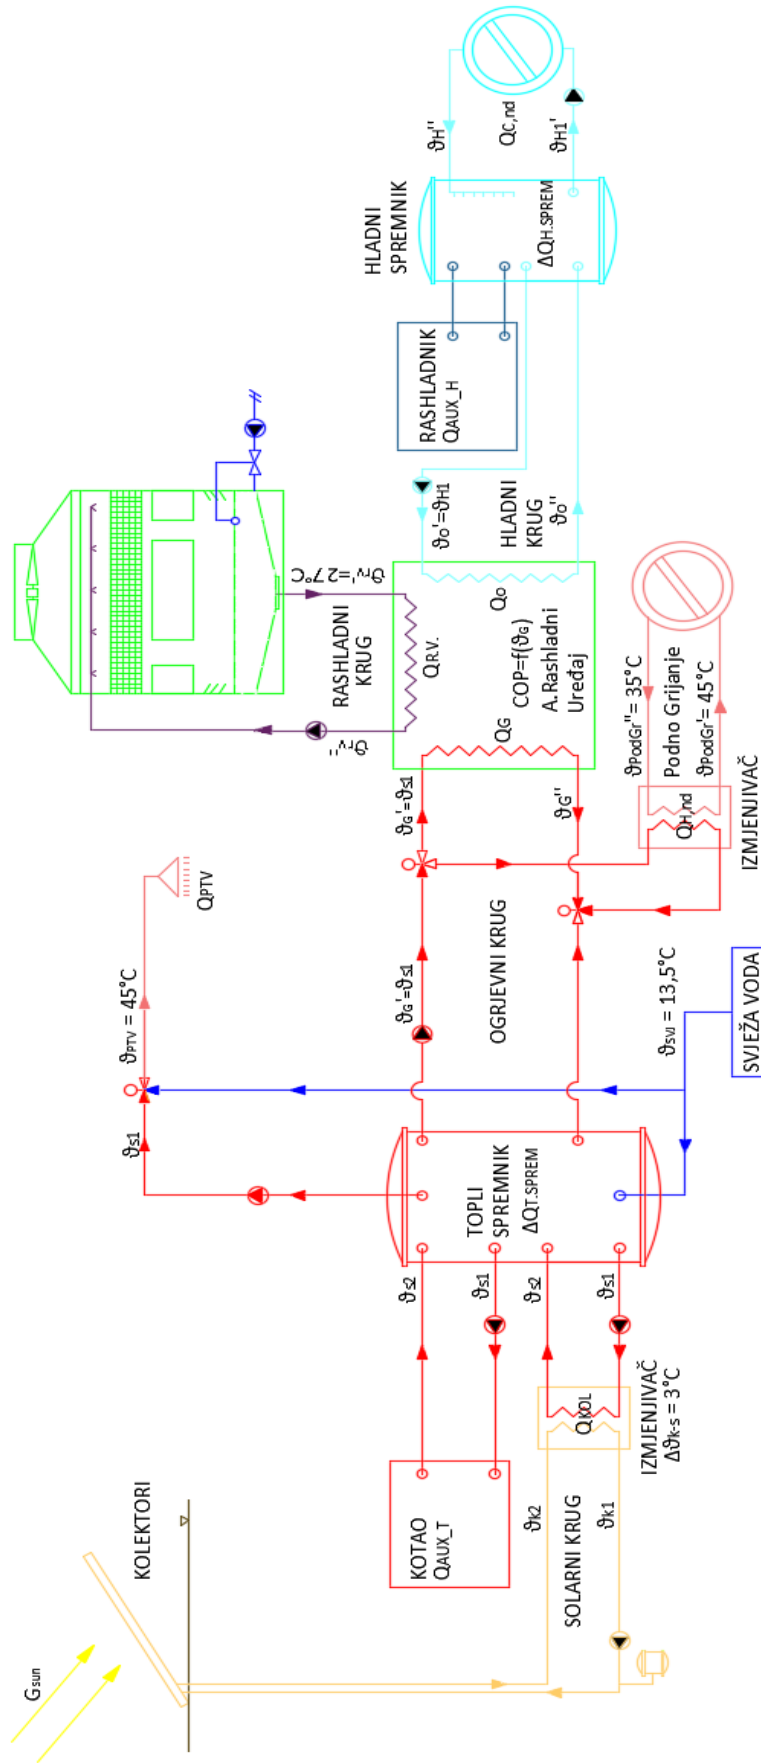 Gsun
KOLEKTORI
KOTAO
QAUX_T
SOLARNI KRUG
ϑk2
ϑk1
QKOL
IZMJENJIVAČ
Δϑk-s = 3°C
ϑs2
ϑs1
ϑs2
ϑs1
TOPLI
SPREMNIK
ΔQT.SPREM
ϑs1
ϑPTV = 45°C
QPTV
SVJEŽA VODA
ϑSVJ = 13,5°C
OGRJEVNI KRUG
ϑG'=ϑs1
ϑG'=ϑs1
ϑG''
QG
COP=f(ϑG)
A.Rashladni
Uređaj
QR.V.
QO
RASHLADNI
KRUG
ϑrv''
ϑrv'=27°C
QH,nd
IZMJENJIVAČ
ϑPodGr''= 35°C
Podno Grijanje
ϑPodGr'= 45°C
ϑO'=ϑH1
HLADNI
KRUG
ϑO''
RASHLADNIK
QAUX_H
HLADNI
SPREMNIK
ΔQH.SPREM
ϑH''
QC,nd
ϑH1'